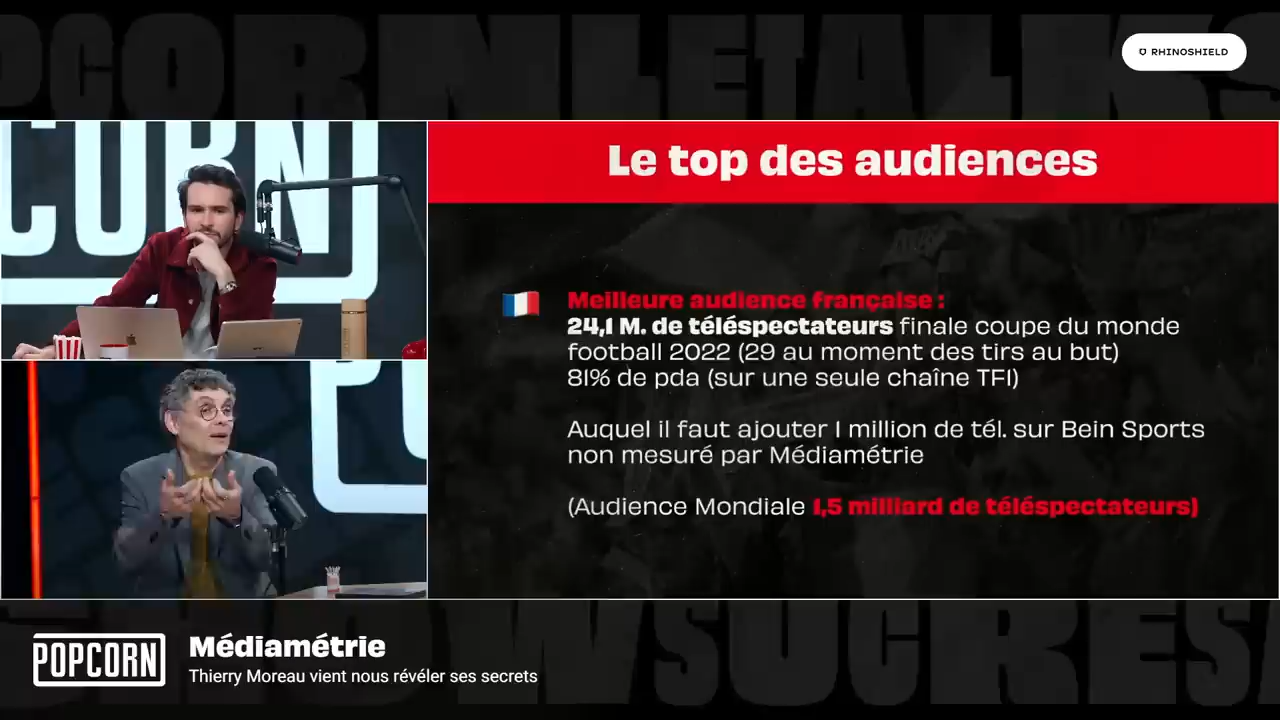 RHINOSHIELD
Le top des audiences
Meilleure audience française :
24,1 M. de téléspectateurs finale coupe du monde
football 2022 (29 au moment des tirs au but)
81% de pda (sur une seule chaîne TF1)
Auquel il faut ajouter 1 million de tél. sur Bein Sports
non mesuré par Médiamétrie
(Audience Mondiale 1,5 milliard de téléspectateurs)
POPCORN
Médiamétrie
Thierry Moreau vient nous révéler ses secrets